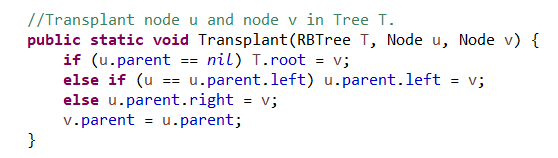 //Transplant node u and node v in Tree T.
public static void Transplant(RBTree T, Node u, Node v) {
    if (u.parent == nil) T.root = v;
    else if (u == u.parent.left) u.parent.left = v;
    else u.parent.right = v;
    v.parent = u.parent;
}